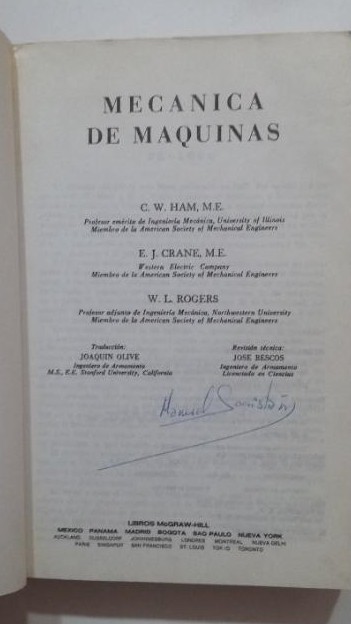 MECANICA
DE MAQUINAS
C. W. HAM, M.E.
Profesor emérito de Ingeniería Mecánica, University of Illinois
Miembro de la American Society of Mechanical Engineers
E. J. CRANE, M.E.
Western Electric Company
Miembro de la American Society of Mechanical Engineers
W. L. ROGERS
Profesor adjunto de Ingeniería Mecánica, Northwestern University
Miembro de la American Society of Mechanical Engineers
Traducción:
JOAQUIN OLIVE
Ingeniero de Armamento
M.S., E.E. Stanford University, California
Revisión técnica:
JOSE BESCOS
Ingeniero de Armamento
Licenciado en Ciencias
Manuel
LIBROS McGRAW-HILL
MEXICO PANAMA MADRID BOGOTA SAO PAULO NUEVA YORK
AUCKLAND DUSSELDORF JOHANNESBURG LONDRES MONTREAL NUEVA DELHI
PARIS SINGAPUR SAN FRANCISCO ST. LOUIS TOKIO TORONTO